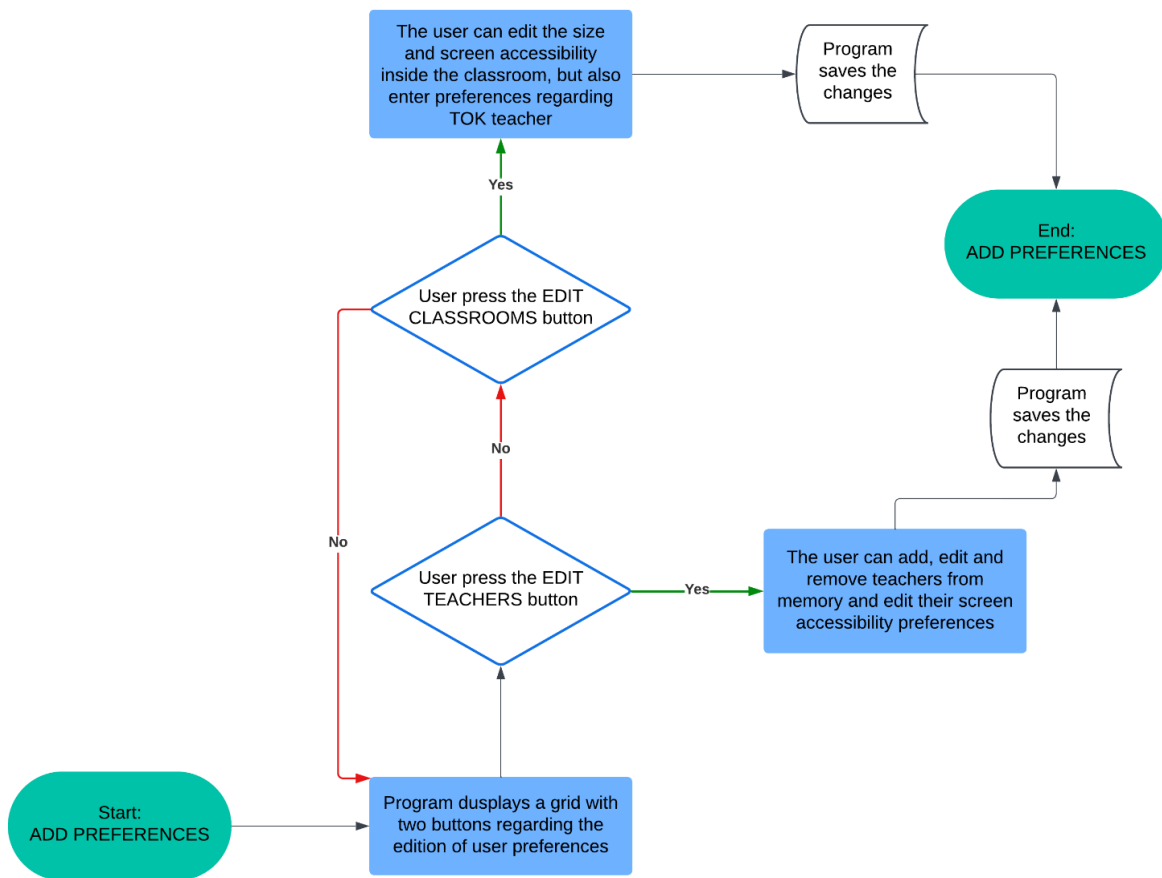 The user can edit the size
and screen accessibility
inside the classroom, but also
enter preferences regarding
TOK teacher
Program
saves the
changes
Yes
End:
ADD PREFERENCES
User press the EDIT
CLASSROOMS button
No
Program
saves the
changes
No
User press the EDIT
TEACHERS button
Yes
The user can add, edit and
remove teachers from
memory and edit their screen
accessibility preferences
Start:
ADD PREFERENCES
Program dusplays a grid with
two buttons regarding the
edition of user preferences